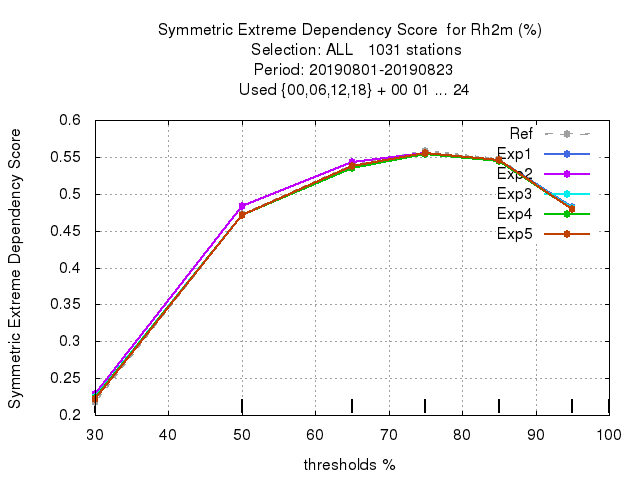 Symmetric Extreme Dependency Score for Rh2m (%)
Selection: ALL 1031 stations
Period: 20190801-20190823
Used {00,06,12,18} + 00 01 ... 24
Symmetric Extreme Dependency Score
0.6
0.55
0.5
0.45
0.4
0.35
0.3
0.25
0.2
Ref
Exp1
Exp2
Exp3
Exp4
Exp5
30 40 50 60 70 80 90 100
thresholds %